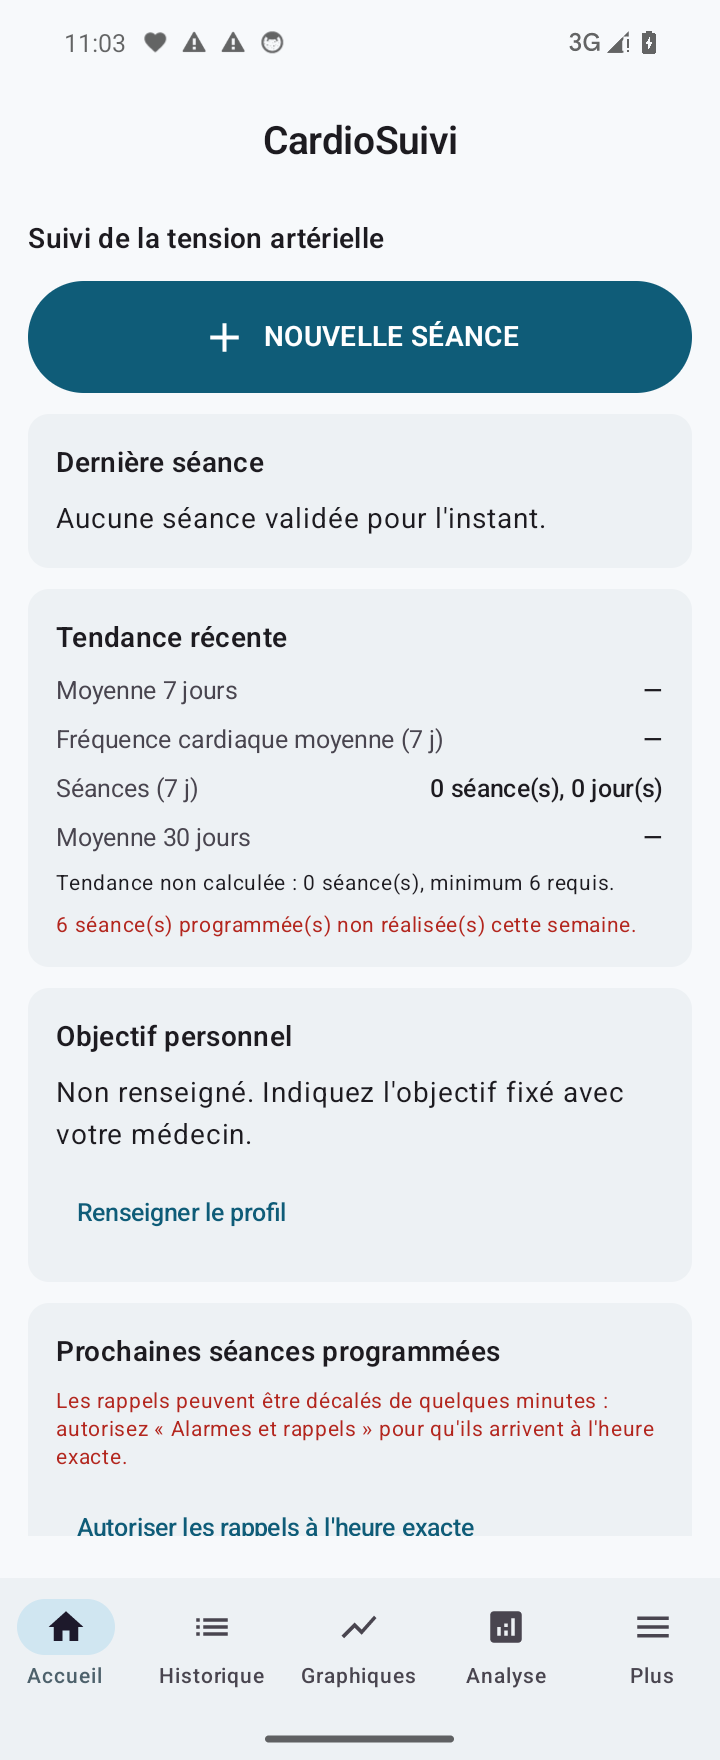 11:03
3G
CardioSuivi
Suivi de la tension artérielle
NOUVELLE SÉANCE
Dernière séance
Aucune séance validée pour l'instant.
Tendance récente
Moyenne 7 jours –
Fréquence cardiaque moyenne (7 j) –
Séances (7 j) 0 séance(s), 0 jour(s)
Moyenne 30 jours –
Tendance non calculée : 0 séance(s), minimum 6 requis.
6 séance(s) programmée(s) non réalisée(s) cette semaine.
Objectif personnel
Non renseigné. Indiquez l'objectif fixé avec
votre médecin.
Renseigner le profil
Prochaines séances programmées
Les rappels peuvent être décalés de quelques minutes :
autorisez « Alarmes et rappels » pour qu'ils arrivent à l'heure
exacte.
Autoriser les rappels à l'heure exacte
Accueil Historique Graphiques Analyse Plus